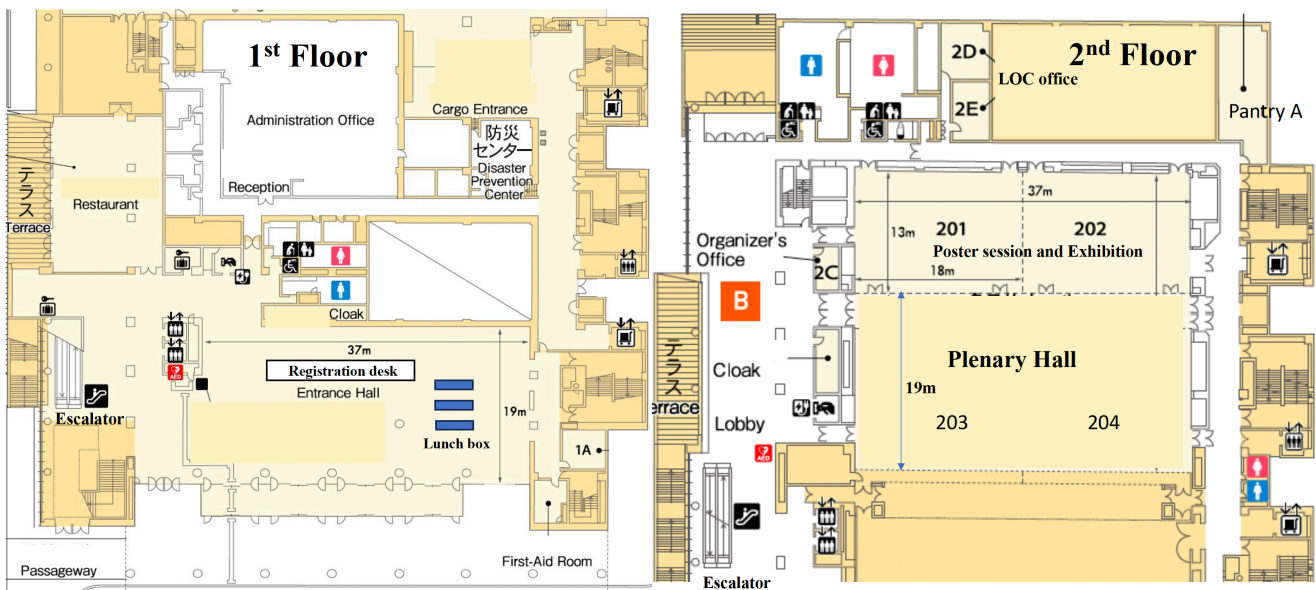 1st Floor
Administration Office
Cargo Entrance
防災
センター
Disaster
Prevention
Center
Reception
テラス
Restaurant
Terrace
Cloak
37m
Registration desk
Entrance Hall
19m
AED
Escalator
Lunch box
1A
First-Aid Room
Passageway
2nd Floor
2D
LOC office
2E
Pantry A
37m
201
202
13m
Poster session and Exhibition
18m
Organizer's
Office
2C
B
Plenary Hall
19m
テラス
Cloak
errace
Lobby
203
204
AED
Escalator